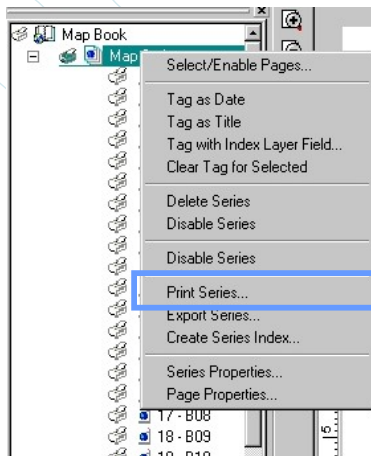 Map Book
Map
Select/Enable Pages...
Tag as Date
Tag as Title
Tag with Index Layer Field...
Clear Tag for Selected
Delete Series
Disable Series
Disable Series
Print Series...
Export Series...
Create Series Index...
Series Properties...
Page Properties...
17 - B08
18 - B09
19 - B10